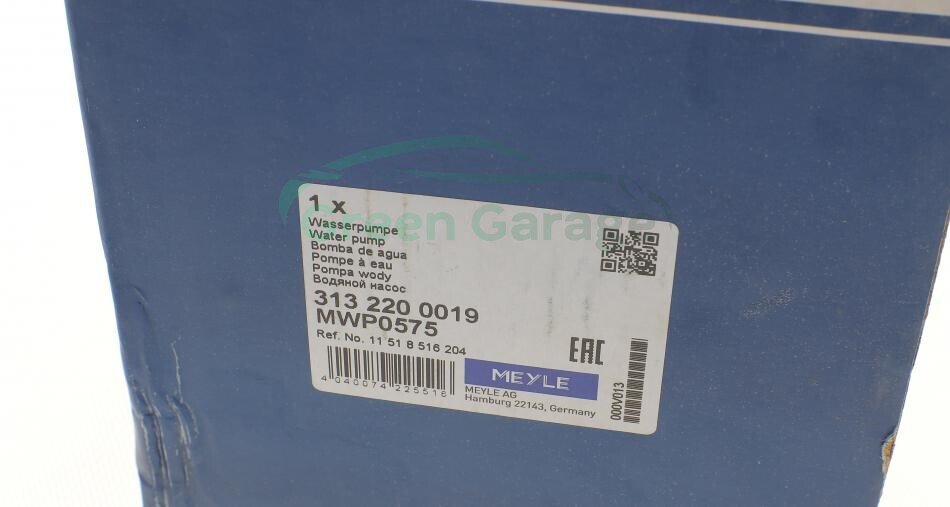 1 x
Green Garage
Wasserpumpe
Water pump
Bomba de agua
Pompe à eau
Pompa wody
Водяной насос
313 220 0019
MWP0575
Ref. No. 11 51 8 516 204
EAC
4 040074 225516
MEYLE
MEYLE AG
Hamburg 22143, Germany
000V013